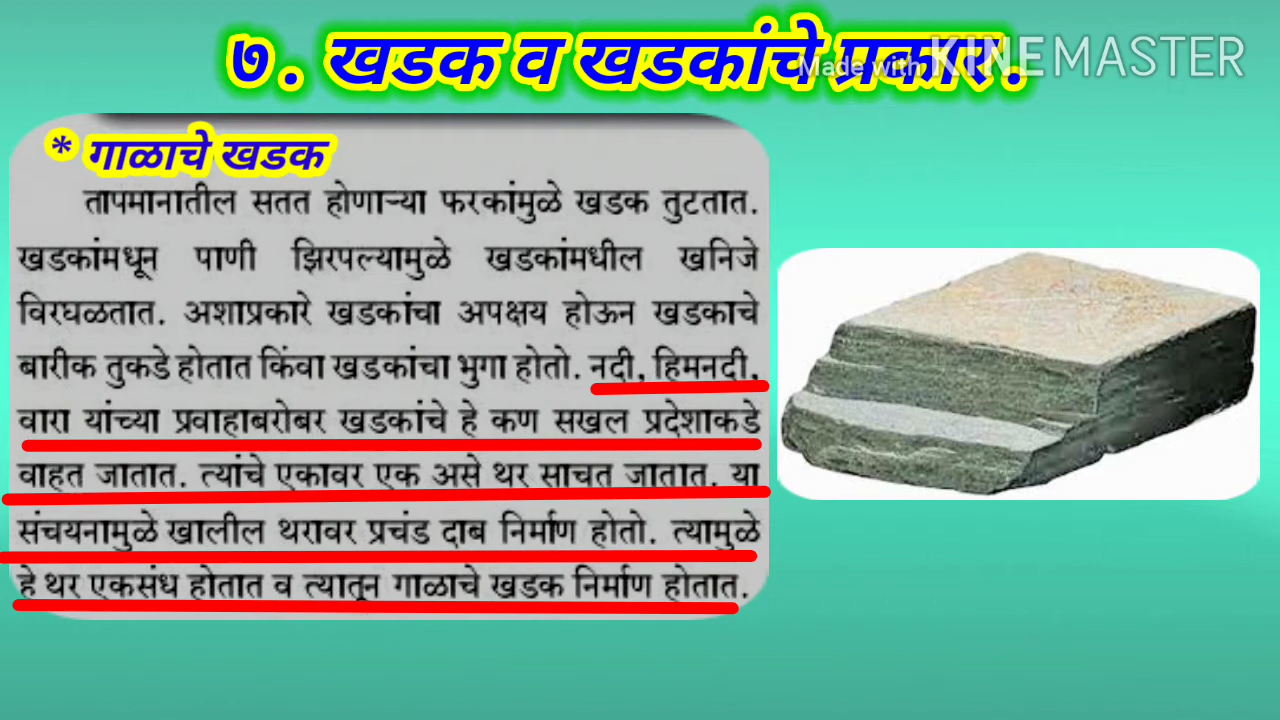 ७. खडक व खडकांचे प्रकार.
Made with KINEMASTER
* गाळाचे खडक
तापमानातील सतत होणाऱ्या फरकांमुळे खडक तुटतात.
खडकांमधून पाणी झिरपल्यामुळे खडकांमधील खनिजे
विरघळतात. अशाप्रकारे खडकांचा अपक्षय होऊन खडकाचे
बारीक तुकडे होतात किंवा खडकांचा भुगा होतो. नदी, हिमनदी,
वारा यांच्या प्रवाहाबरोबर खडकांचे हे कण सखल प्रदेशाकडे
वाहत जातात. त्यांचे एकावर एक असे थर साचत जातात. या
संचयनामुळे खालील थरावर प्रचंड दाब निर्माण होतो. त्यामुळे
हे थर एकसंध होतात व त्यातून गाळाचे खडक निर्माण होतात.